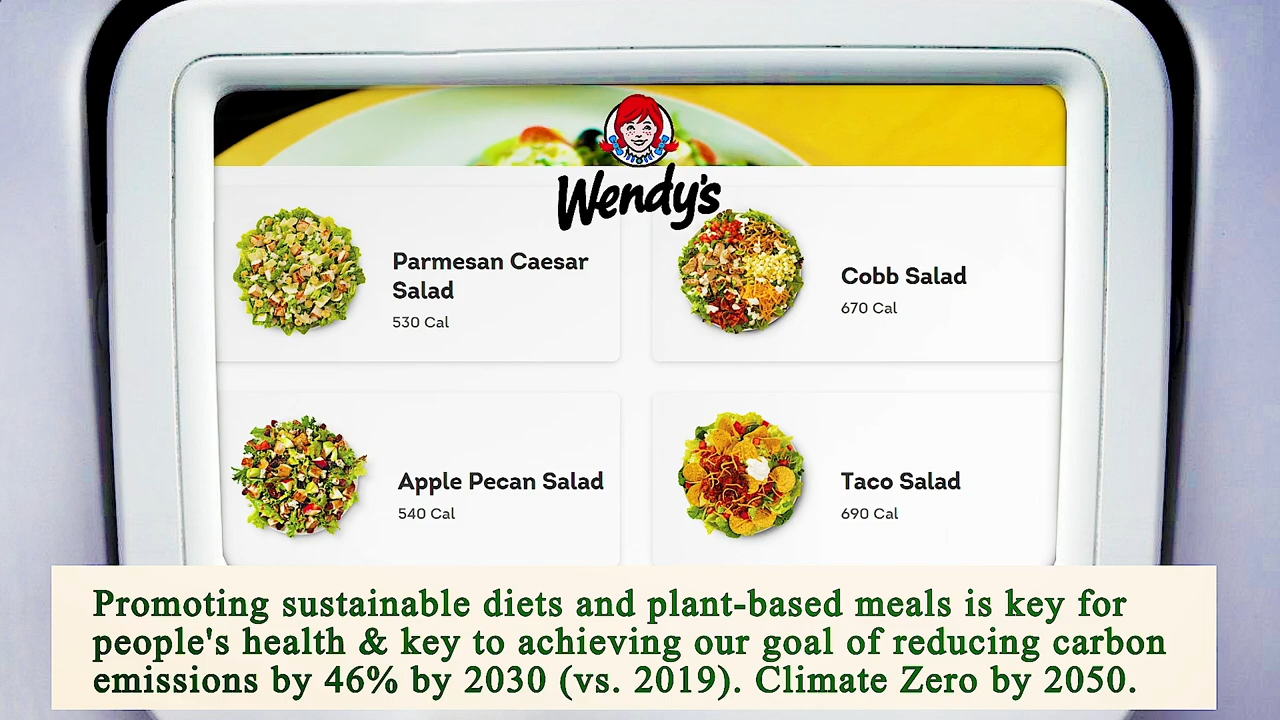 Wendy's
Parmesan Caesar
Salad
530 Cal
Cobb Salad
670 Cal
Apple Pecan Salad
540 Cal
Taco Salad
690 Cal
Promoting sustainable diets and plant-based meals is key for
people's health & key to achieving our goal of reducing carbon
emissions by 46% by 2030 (vs. 2019). Climate Zero by 2050.